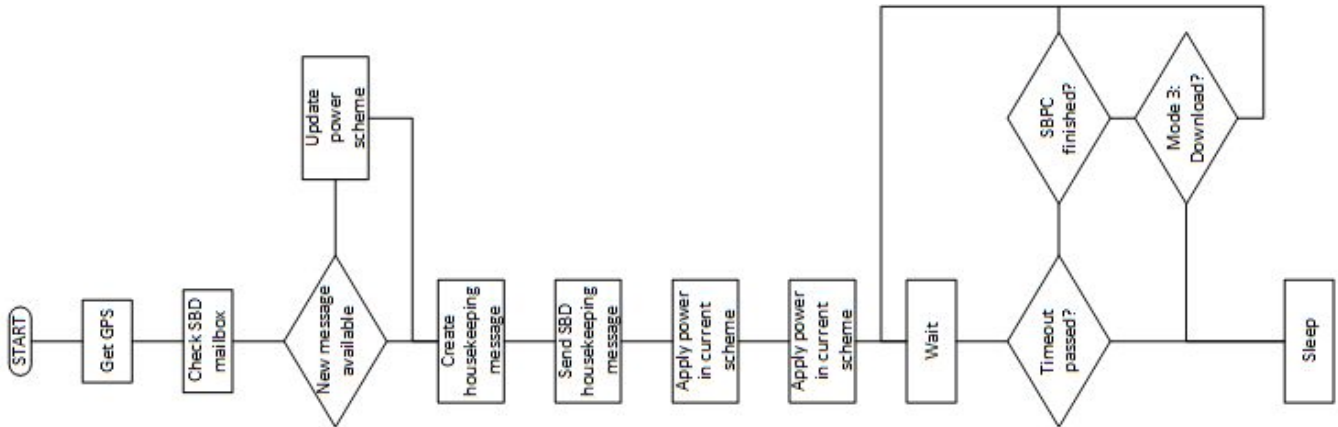 START
Get GPS
Check SBD
mailbox
New message
available
Update
power
scheme
Create
housekeeping
message
Send SBD
housekeeping
message
Apply power
in current
scheme
Apply power
in current
scheme
Wait
Timeout
passed?
SBPC
finished?
Mode 3:
Download?
Sleep